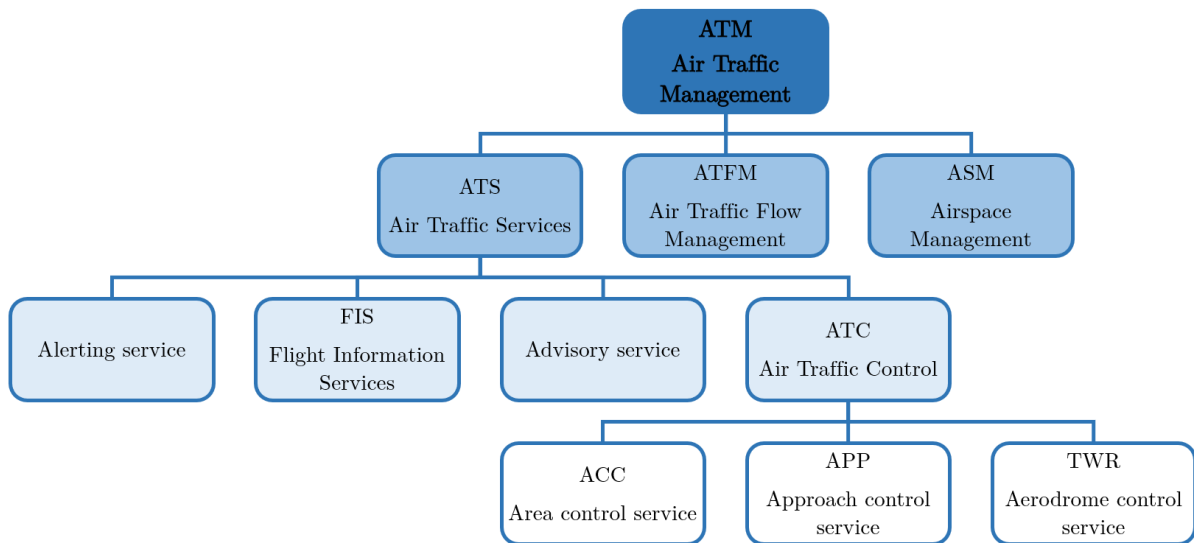 ATM
Air Traffic
Management
ATS
Air Traffic Services
ATFM
Air Traffic Flow
Management
ASM
Airspace
Management
Alerting service
FIS
Flight Information
Services
Advisory service
ATC
Air Traffic Control
ACC
Area control service
APP
Approach control
service
TWR
Aerodrome control
service